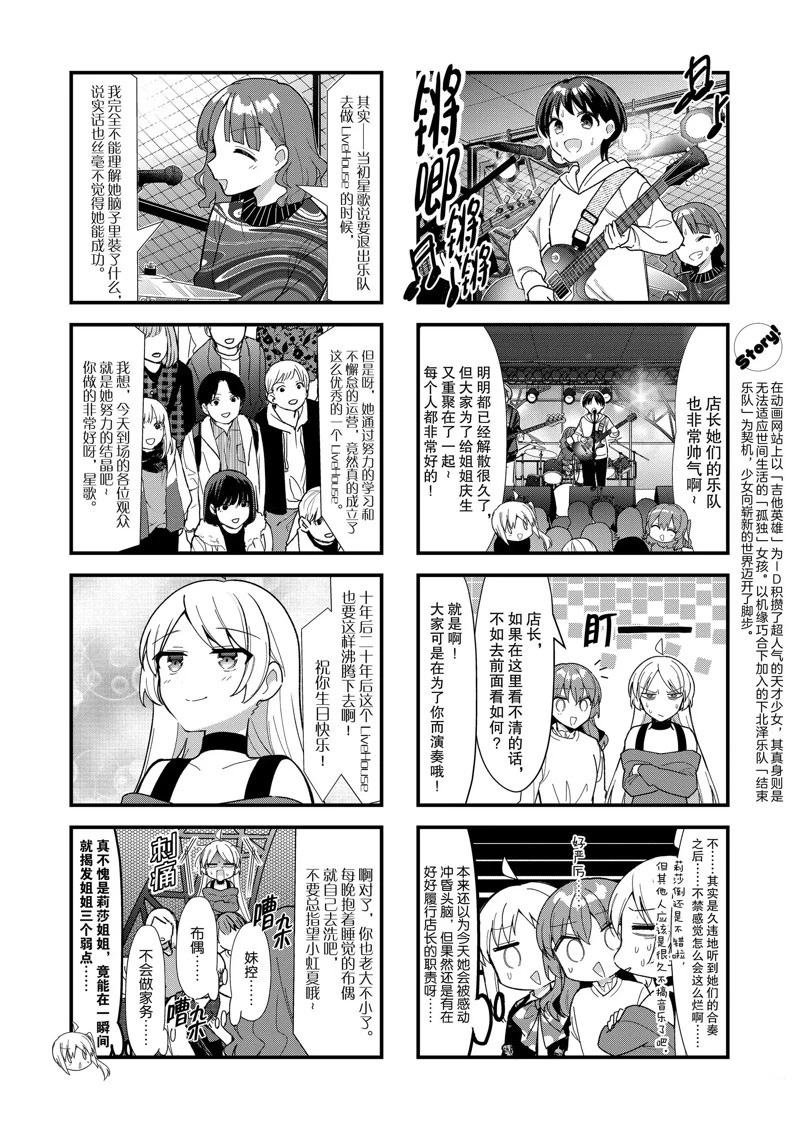 Story!
在动画网站上以「吉他英雄」为ID积攒了超人气的天才少女，其真身则是
无法适应世间生活的「孤独」女孩。以机缘巧合下加入的下北泽乐队「结束
乐队」为契机，少女向崭新的世界迈开了脚步。
锵啷
锵锵
店长她们的乐队
也非常帅气啊~
明明都已经解散很久了，
但大家为了给姐姐庆生
又重聚在了一起~
每个人都非常好的！
盯——
店长，
如果在这里看不清的话，
不如去前面看如何？
就是啊！
大家可是在为了你而演奏哦！
不……其实是久违地听到她们的合奏
之后……不禁感觉怎么会这么烂啊……
莉莎倒还是不错啦，
但其他人应该是很久不搞音乐了吧……
好严厉……
本来还以为今天她会被感动
冲昏头脑，但果然还是有在
好好履行店长的职责呀……
其实——当初星歌说要退出乐队
去做LiveHouse的时候，
我完全不能理解她脑子里装了什么，
说实话也丝毫不觉得她能成功。
但是呀，她通过努力的学习和
不懈怠的运营，竟然真的成立了
这么优秀的一个LiveHouse。
我想，今天到场的各位观众
就是她努力的结晶吧~
你做的非常好呀，星歌。
十年后二十年后这个LiveHouse
也要这样沸腾下去啊！
祝你生日快乐！
啊对了，你也老大不小了。
每晚抱着睡觉的布偶
就自己去洗吧，
不要总指望小虹夏哦~
刺痛
嘈杂
妹控……
布偶……
不会做家务……
嘈杂
真不愧是莉莎姐姐，竟能在一瞬间
就揭发姐姐三个弱点……